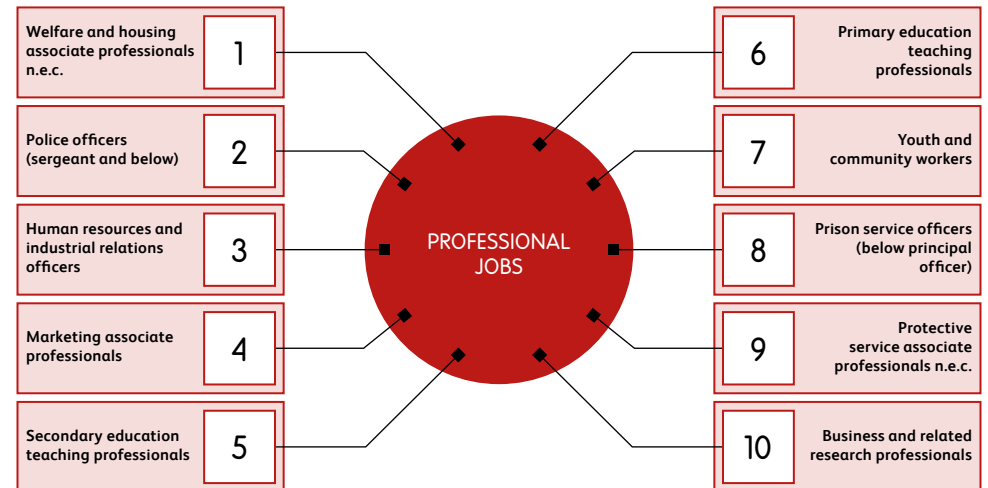 Welfare and housing
associate professionals
n.e.c.
1
Police officers
(sergeant and below)
2
Human resources and
industrial relations
officers
3
Marketing associate
professionals
4
Secondary education
teaching professionals
5
PROFESSIONAL
JOBS
6
Primary education
teaching
professionals
7
Youth and
community workers
8
Prison service officers
(below principal
officer)
9
Protective
service associate
professionals n.e.c.
10
Business and related
research professionals